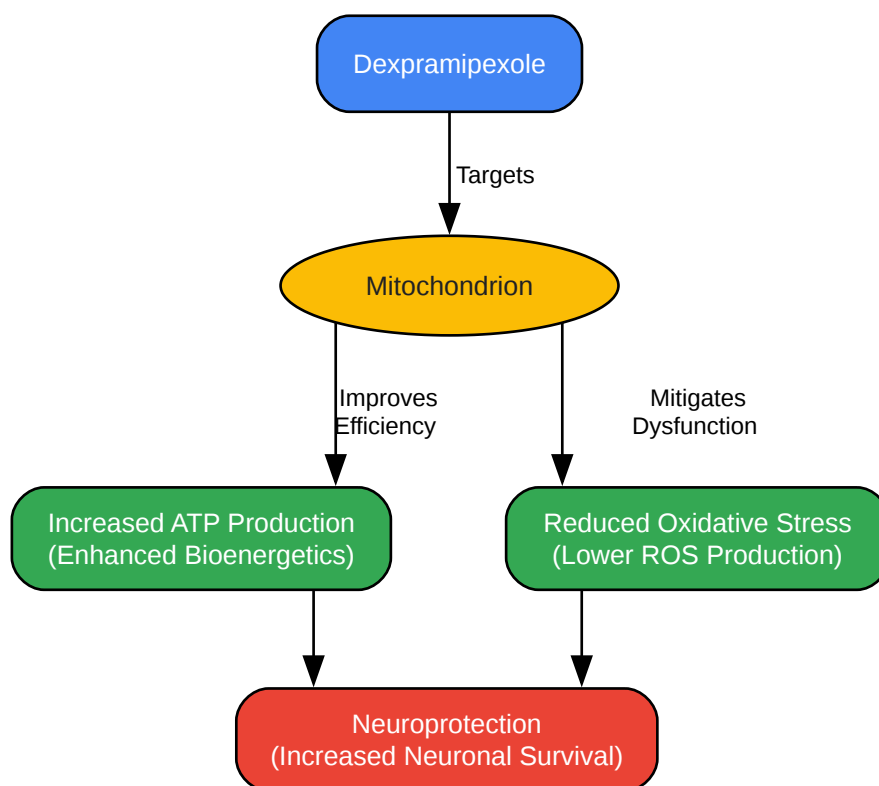 Dexpramipexole
Targets
Mitochondrion
Improves
Efficiency
Mitigates
Dysfunction
Increased ATP Production
(Enhanced Bioenergetics)
Reduced Oxidative Stress
(Lower ROS Production)
Neuroprotection
(Increased Neuronal Survival)